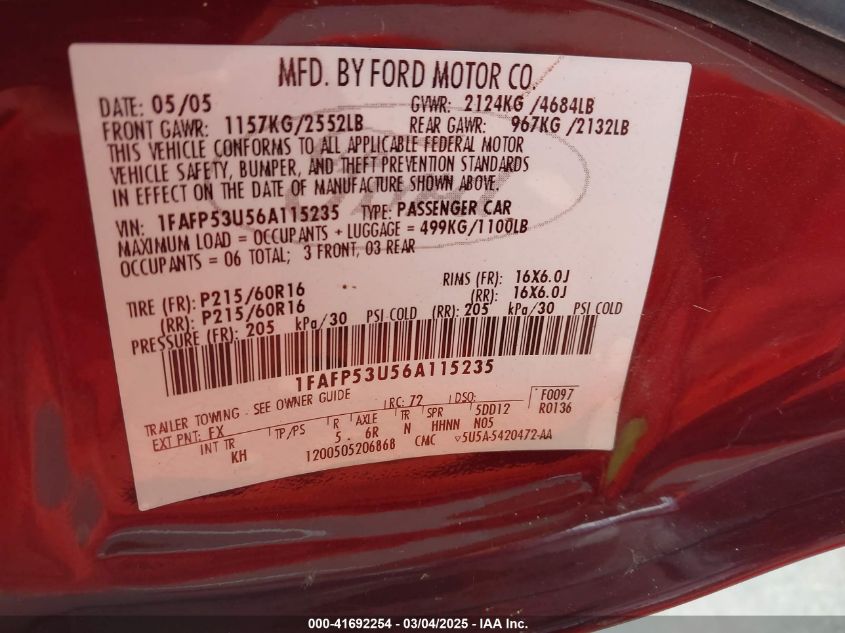 MFD. BY FORD MOTOR CO.
DATE: 05/05 GVWR: 2124KG /4684LB
FRONT GAWR: 1157KG/2552LB REAR GAWR: 967KG /2132LB
THIS VEHICLE CONFORMS TO ALL APPLICABLE FEDERAL MOTOR
VEHICLE SAFETY, BUMPER, AND THEFT PREVENTION STANDARDS
IN EFFECT ON THE DATE OF MANUFACTURE SHOWN ABOVE.
VIN: 1FAFP53U56A115235 TYPE: PASSENGER CAR
MAXIMUM LOAD = OCCUPANTS + LUGGAGE = 499KG/1100LB
OCCUPANTS = 06 TOTAL; 3 FRONT, 03 REAR
TIRE (FR): P215/60R16 RIMS (FR): 16X6.0J
(RR): P215/60R16 (RR): 16X6.0J
PRESSURE (FR): 205 kPa/30 PSI COLD (RR): 205 kPa/30 PSI COLD
1FAFP53U56A115235
TRAILER TOWING - SEE OWNER GUIDE RC: 72 DSO: F0097
EXT PNT: FX TP/PS R AXLE TR SPR 5DD12 R0136
INT TR 5 6R N HHNN N05
KH 1200505206868 CMC ▽5U5A-5420472-AA
000-41692254 - 03/04/2025 - IAA Inc.